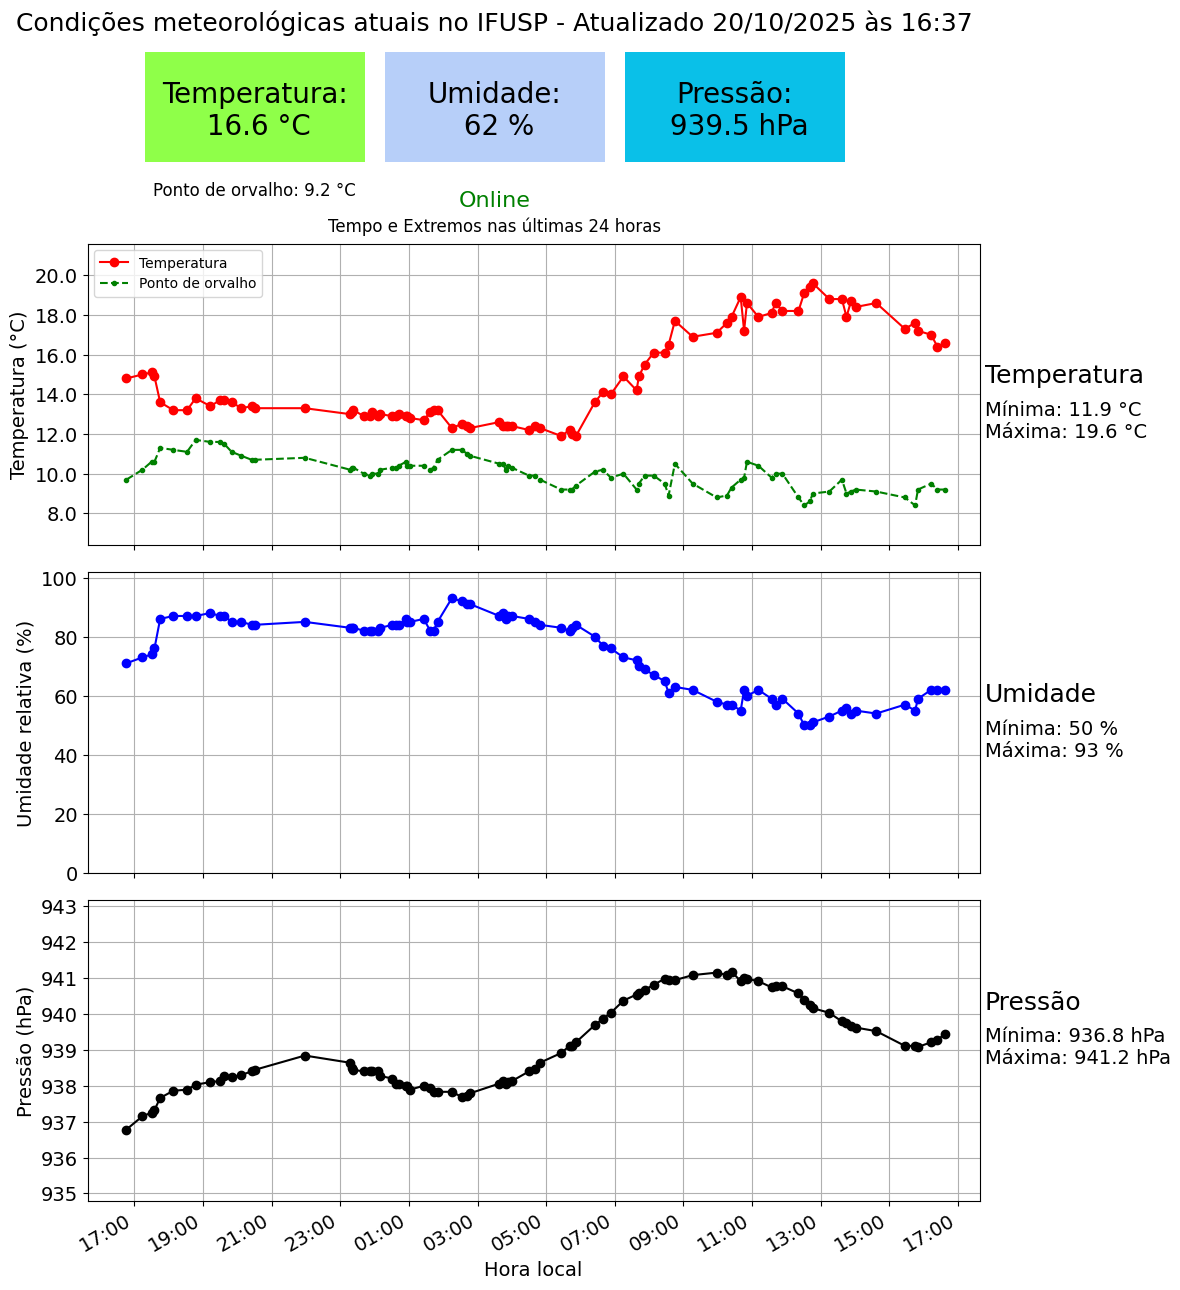 Condições meteorológicas atuais no IFUSP - Atualizado 20/10/2025 às 16:37
Temperatura:
16.6 °C
Umidade:
62 %
Pressão:
939.5 hPa
Ponto de orvalho: 9.2 °C
Online
Tempo e Extremos nas últimas 24 horas
Temperatura
Ponto de orvalho
Temperatura (°C)
20.0
18.0
16.0
14.0
12.0
10.0
8.0
Temperatura
Mínima: 11.9 °C
Máxima: 19.6 °C
Umidade relativa (%)
100
80
60
40
20
0
Umidade
Mínima: 50 %
Máxima: 93 %
Pressão (hPa)
943
942
941
940
939
938
937
936
935
Pressão
Mínima: 936.8 hPa
Máxima: 941.2 hPa
17:00
19:00
21:00
23:00
01:00
03:00
05:00
07:00
09:00
11:00
13:00
15:00
17:00
Hora local